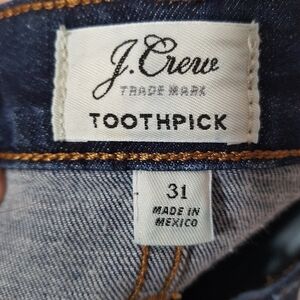 J.Crew
TRADE MARK
TOOTHPICK
31
MADE IN
MEXICO